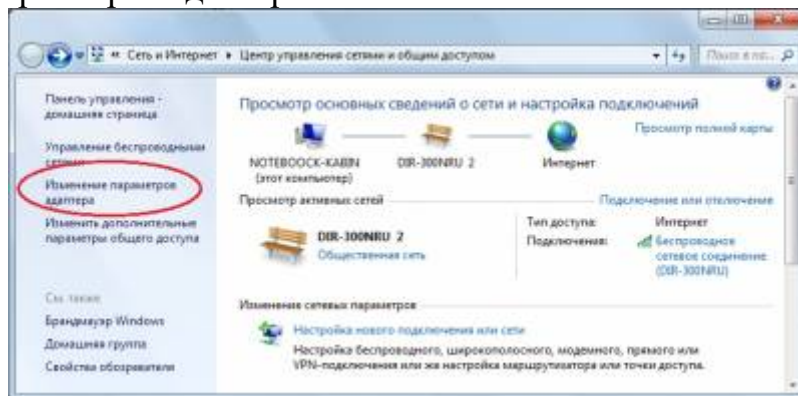 Сеть и Интернет ▸ Центр управления сетями и общим доступом
Панель управления -
домашняя страница
Управление беспроводными
сетями
Изменение параметров
адаптера
Изменить дополнительные
параметры общего доступа
См. также
Брандмауэр Windows
Домашняя группа
Свойства обозревателя
Просмотр основных сведений о сети и настройка подключений
Просмотр полной карты
NOTEBOOCK-KABIN
(этот компьютер)
DIR-300NRU 2
Интернет
Просмотр активных сетей
Подключение или отключение
DIR-300NRU 2
Общественная сеть
Тип доступа: Интернет
Подключения: Беспроводное
сетевое соединение
(DIR-300NRU)
Изменение сетевых параметров
Настройка нового подключения или сети
Настройка беспроводного, широкополосного, модемного, прямого или
VPN-подключения или же настройка маршрутизатора или точки доступа.